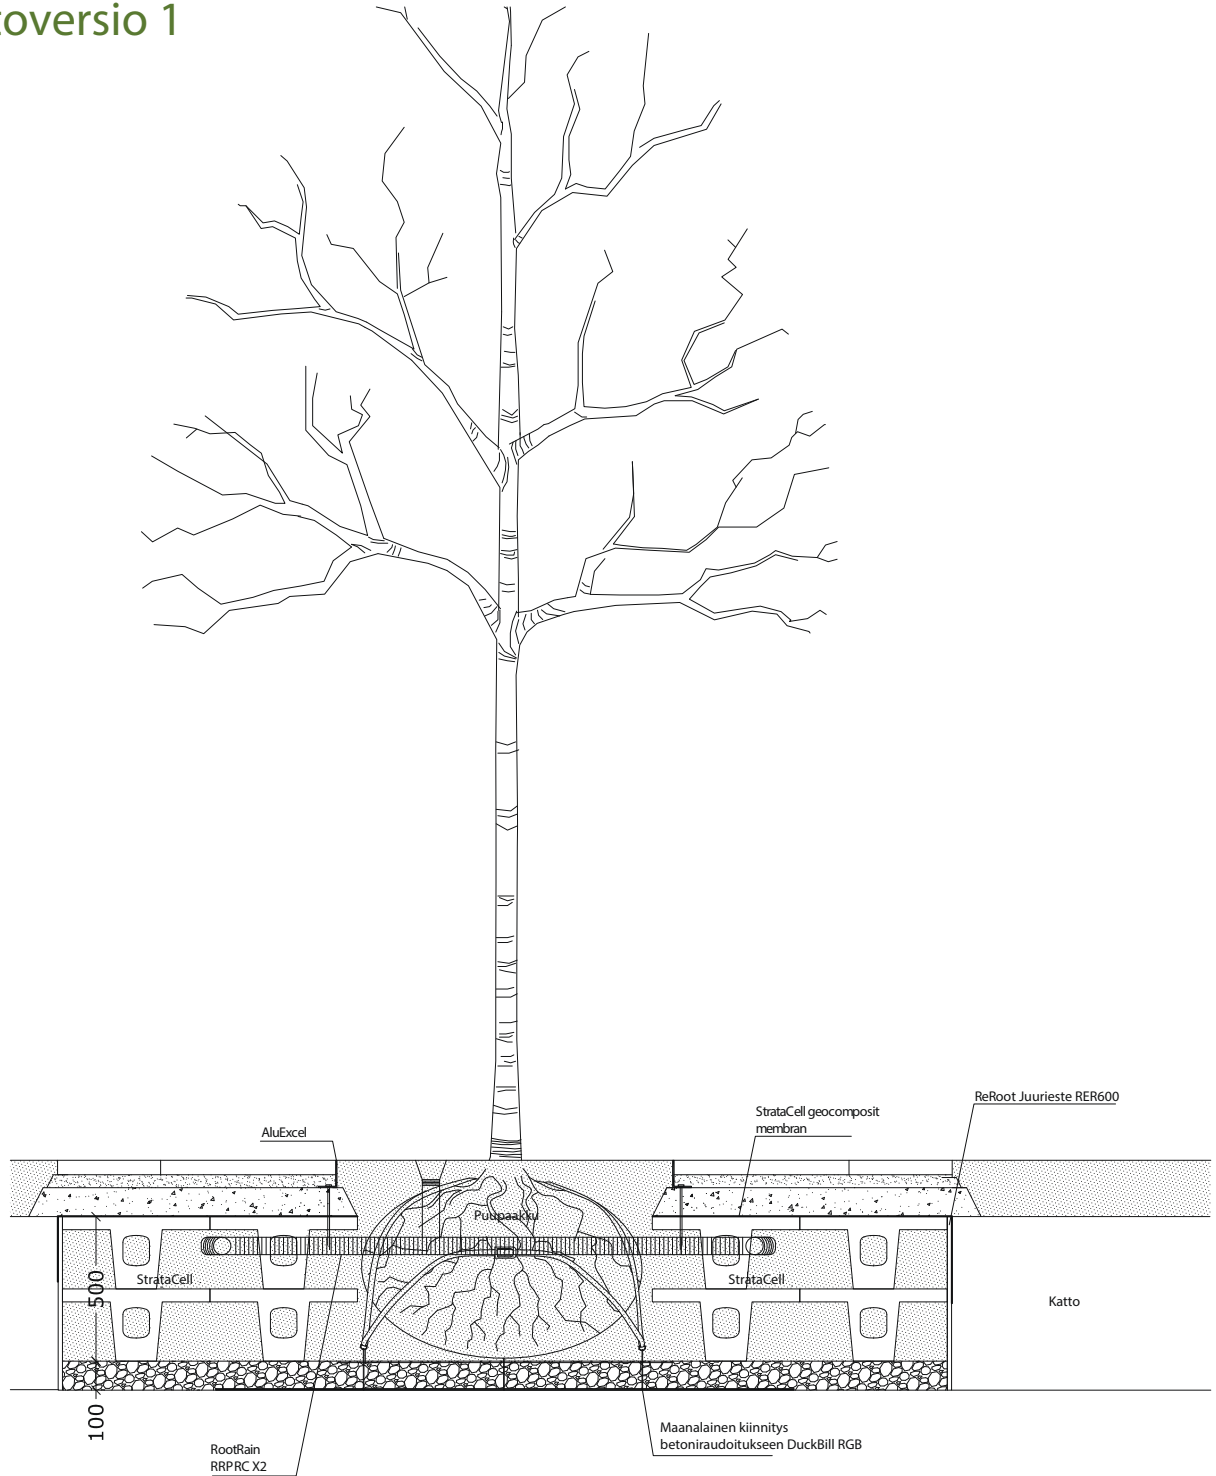 toversio 1
ReRoot Juurieste RER600
StrataCell geocomposit
membran
AluExcel
Puupaakku
StrataCell
StrataCell
Katto
500
100
Maanalainen kiinnitys
betoniraudoitukseen DuckBill RGB
RootRain
RRPRC X2